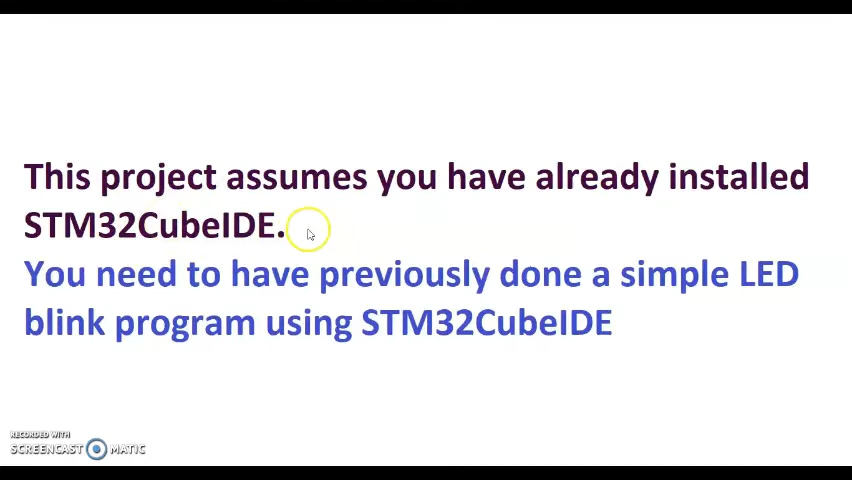 This project assumes you have already installed
STM32CubeIDE.
You need to have previously done a simple LED
blink program using STM32CubeIDE
RECORDED WITH
SCREENCAST MATIC